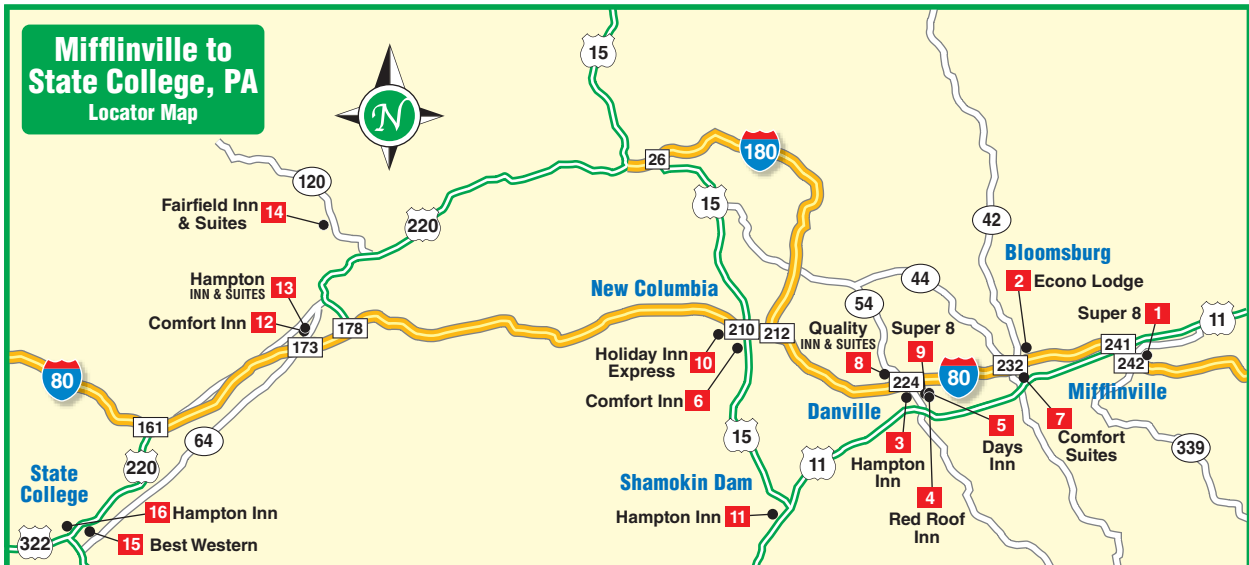 Mifflinville to
State College, PA
Locator Map
N
15
26
180
120
Fairfield Inn
& Suites 14
220
15
42
44
54
Bloomsburg
2 Econo Lodge
Super 8 1
11
Hampton
INN & SUITES 13
Comfort Inn 12
178
173
New Columbia
210
212
Holiday Inn
Express 10
Comfort Inn 6
Quality
INN & SUITES
8
Super 8
9
224
80
232
241
242
Mifflinville
80
161
64
220
Danville
3
Hampton
Inn
4
Red Roof
Inn
5
Days
Inn
7
Comfort
Suites
339
15
11
State
College
Shamokin Dam
Hampton Inn 11
16 Hampton Inn
15 Best Western
322